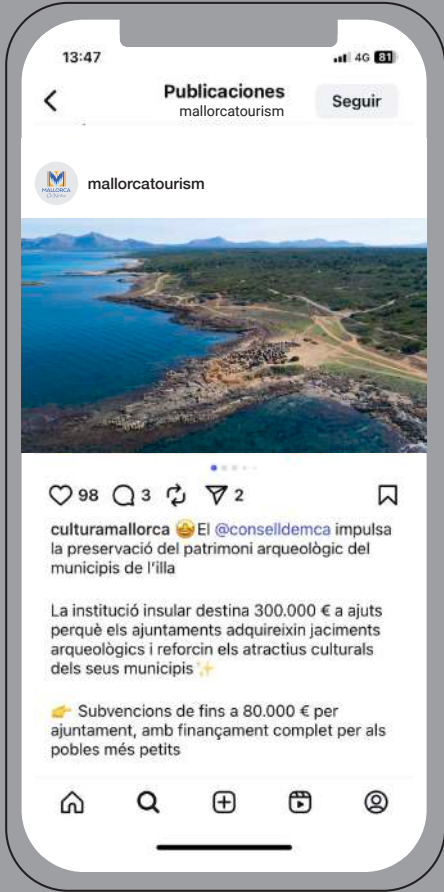 13:47
4G 81
Publicaciones
mallorcatourism
Seguir
MALLORCA
mallorcatourism
98 3 2
culturamallorca 🤩 El @conselldemca impulsa
la preservació del patrimoni arqueològic del
municipis de l'illa
La institució insular destina 300.000 € a ajuts
perquè els ajuntaments adquireixin jaciments
arqueològics i reforcin els atractius culturals
dels seus municipis ✨
👉 Subvencions de fins a 80.000 € per
ajuntament, amb finançament complet per als
pobles més petits